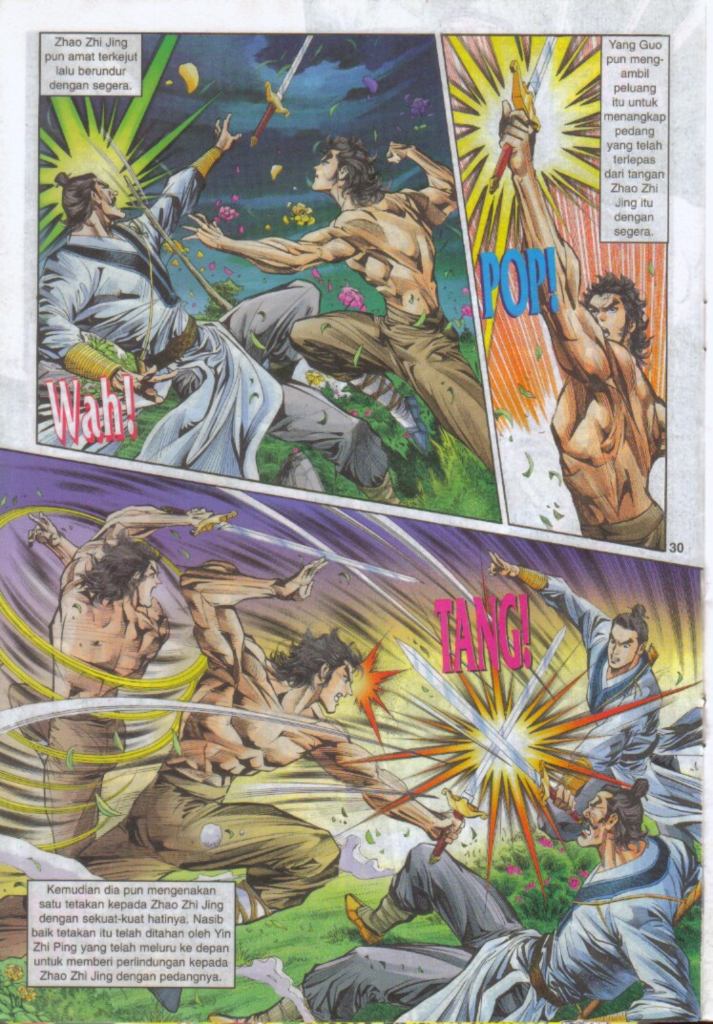 Zhao Zhi Jing
pun amat terkejut
lalu berundur
dengan segera.
Yang Guo
pun meng-
ambil
peluang
itu untuk
menangkap
pedang
yang telah
terlepas
dari tangan
Zhao Zhi
Jing itu
dengan
segera.
POP!
Wah!
30
TANG!
Kemudian dia pun mengenakan
satu tetakan kepada Zhao Zhi Jing
dengan sekuat-kuat hatinya. Nasib
baik tetakan itu telah ditahan oleh Yin
Zhi Ping yang telah meluru ke depan
untuk memberi perlindungan kepada
Zhao Zhi Jing dengan pedangnya.